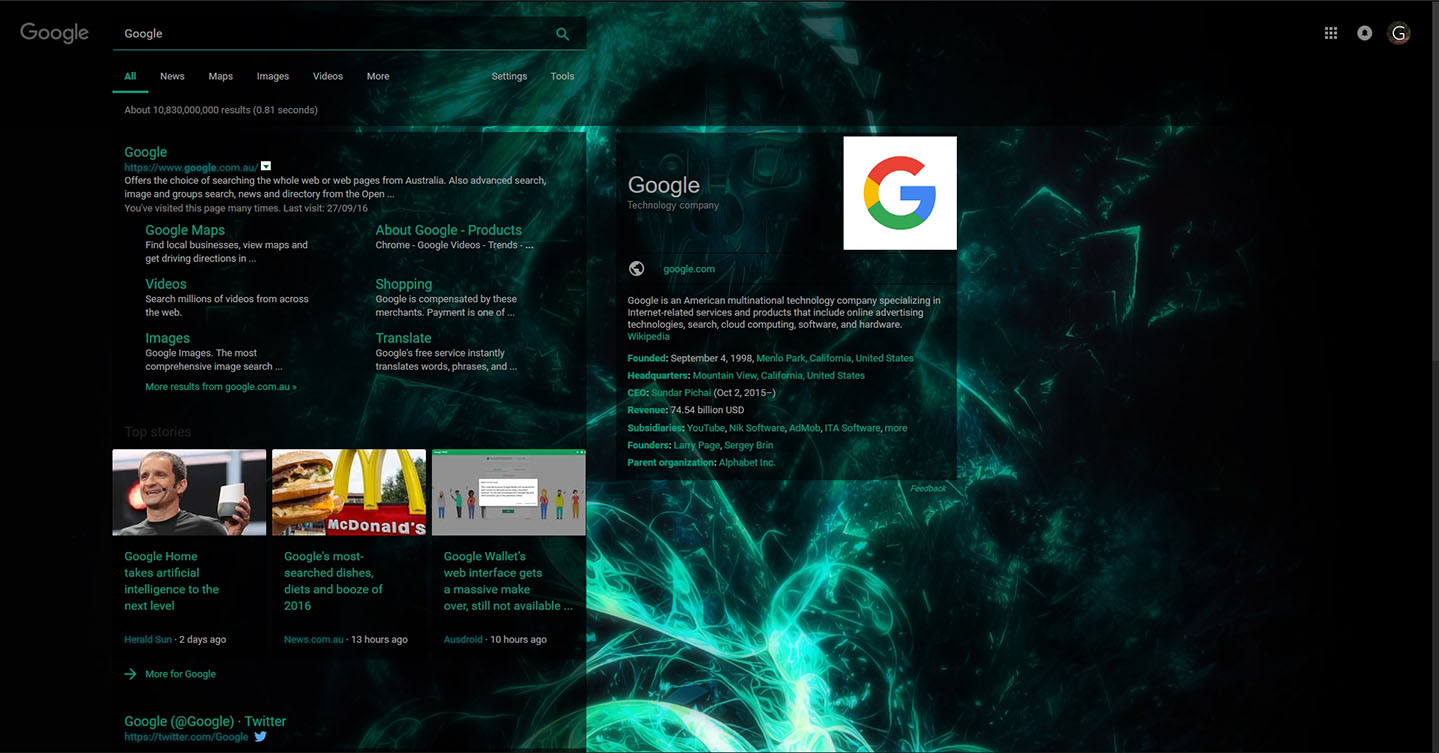 Google
Google
All News Maps Images Videos More Settings Tools
About 10,830,000,000 results (0.81 seconds)
Google
https://www.google.com.au/
Offers the choice of searching the whole web or web pages from Australia. Also advanced search,
image and groups search, news and directory from the Open ...
You've visited this page many times. Last visit: 27/09/16
Google Maps
Find local businesses, view maps and
get driving directions in ...
About Google - Products
Chrome - Google Videos - Trends - ...
Videos
Search millions of videos from across
the web.
Shopping
Google is compensated by these
merchants. Payment is one of ...
Images
Google Images. The most
comprehensive image search ...
Translate
Google's free service instantly
translates words, phrases, and ...
More results from google.com.au »
Top stories
McDonald's
Google Home
takes artificial
intelligence to the
next level
Herald Sun · 2 days ago
Google's most-
searched dishes,
diets and booze of
2016
News.com.au · 13 hours ago
Google Wallet's
web interface gets
a massive make
over, still not available ...
Ausdroid · 10 hours ago
More for Google
Google (@Google) · Twitter
https://twitter.com/Google
G
Google
Technology company
G
google.com
Google is an American multinational technology company specializing in
Internet-related services and products that include online advertising
technologies, search, cloud computing, software, and hardware.
Wikipedia
Founded: September 4, 1998, Menlo Park, California, United States
Headquarters: Mountain View, California, United States
CEO: Sundar Pichai (Oct 2, 2015–)
Revenue: 74.54 billion USD
Subsidiaries: YouTube, Nik Software, AdMob, ITA Software, more
Founders: Larry Page, Sergey Brin
Parent organization: Alphabet Inc.
Feedback